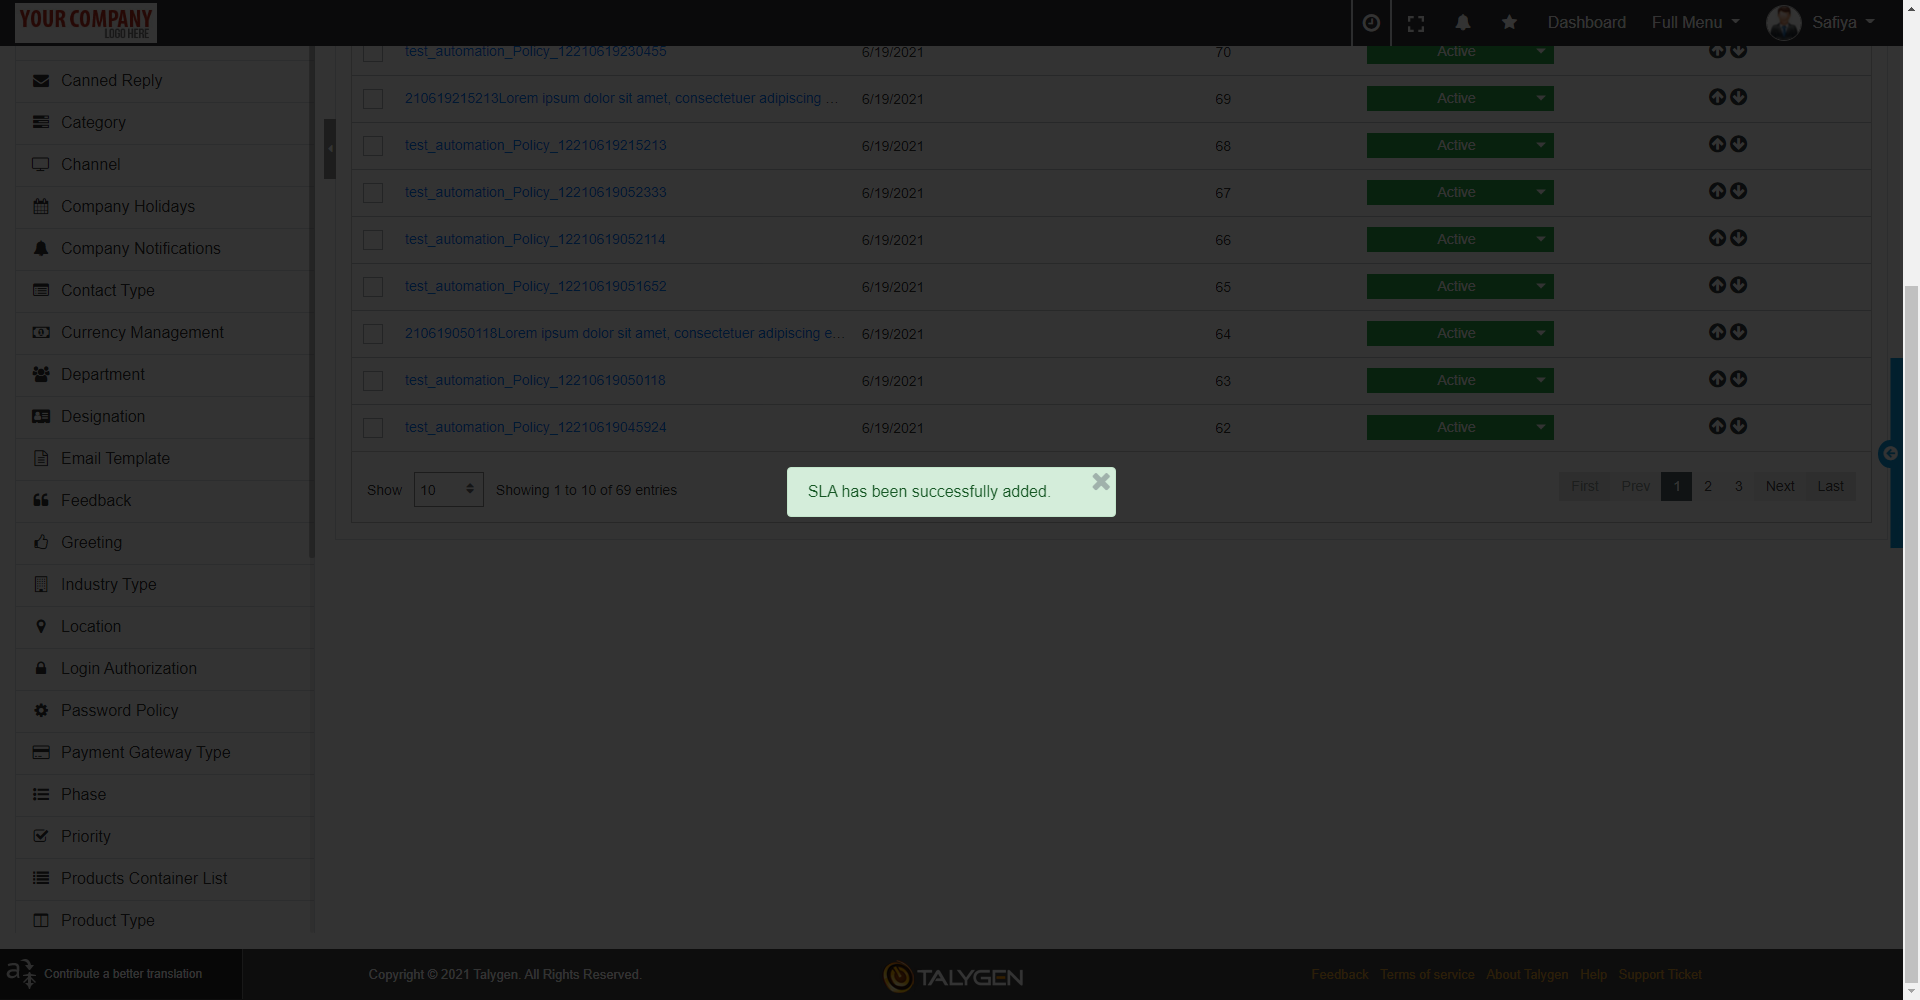 YOUR COMPANY
LOGO HERE
Dashboard
Full Menu
Safiya
Canned Reply
Category
Channel
Company Holidays
Company Notifications
Contact Type
Currency Management
Department
Designation
Email Template
Feedback
Greeting
Industry Type
Location
Login Authorization
Password Policy
Payment Gateway Type
Phase
Priority
Products Container List
Product Type
test_automation_Policy_12210619230455 6/19/2021 70 Active
210619215213Lorem ipsum dolor sit amet, consectetuer adipiscing ... 6/19/2021 69 Active
test_automation_Policy_12210619215213 6/19/2021 68 Active
test_automation_Policy_12210619052333 6/19/2021 67 Active
test_automation_Policy_12210619052114 6/19/2021 66 Active
test_automation_Policy_12210619051652 6/19/2021 65 Active
210619050118Lorem ipsum dolor sit amet, consectetuer adipiscing e... 6/19/2021 64 Active
test_automation_Policy_12210619050118 6/19/2021 63 Active
test_automation_Policy_12210619045924 6/19/2021 62 Active
Show 10 Showing 1 to 10 of 69 entries
SLA has been successfully added.
First Prev 1 2 3 Next Last
Contribute a better translation
Copyright © 2021 Talygen. All Rights Reserved.
TALYGEN
Feedback Terms of service About Talygen Help Support Ticket